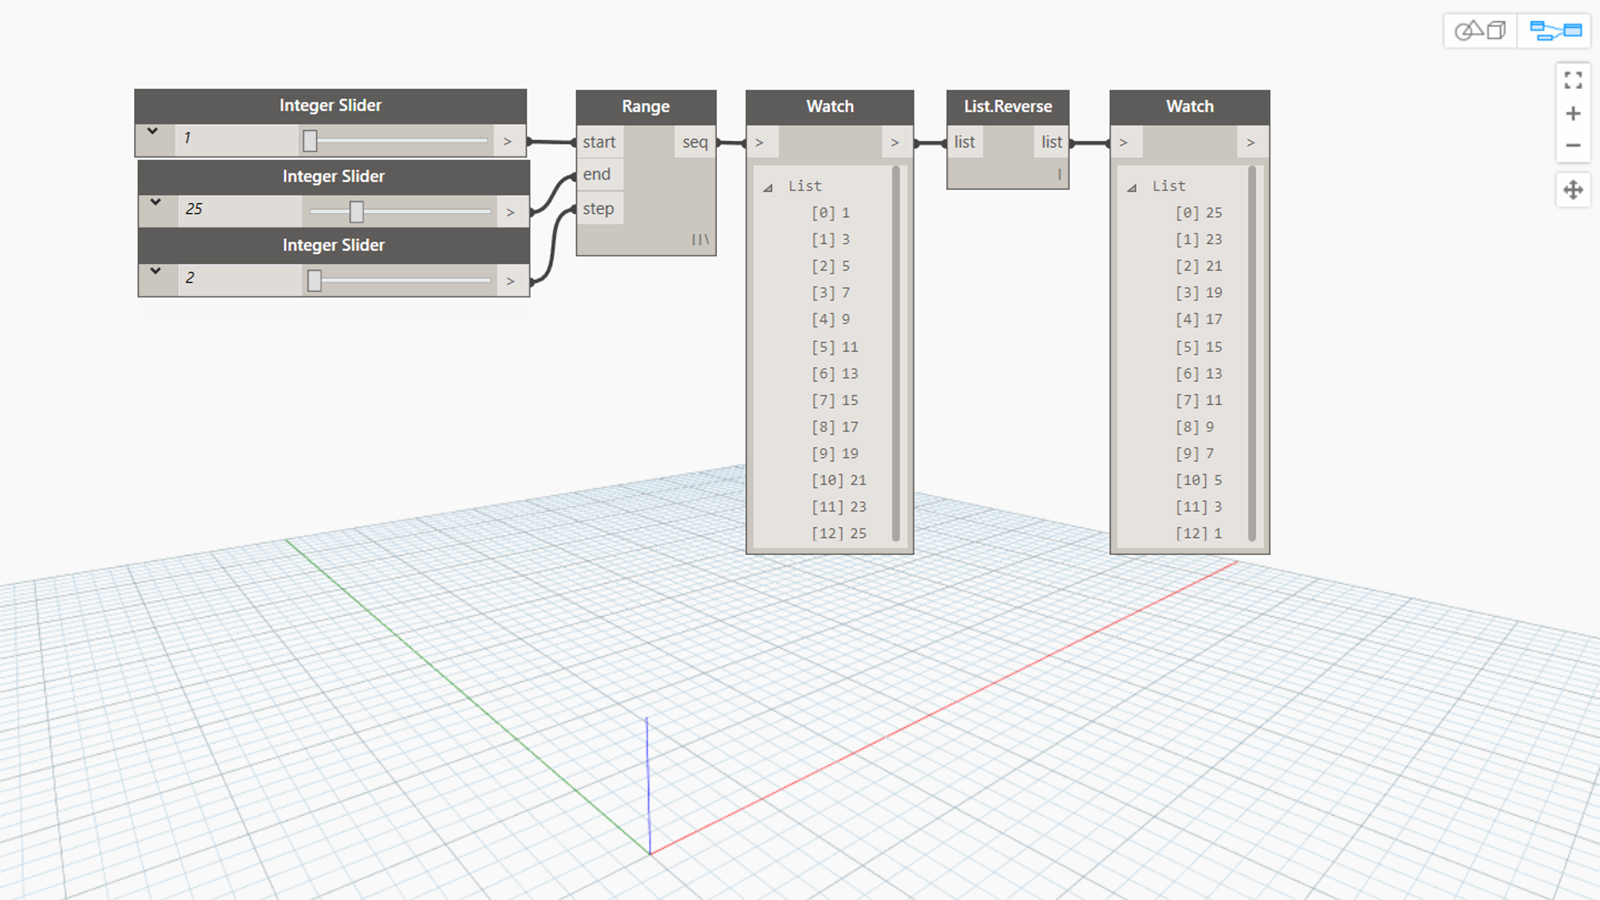 Integer Slider
1
>
Integer Slider
25
>
Integer Slider
2
>
Range
start
seq
end
step
Watch
>
>
List
[0] 1
[1] 3
[2] 5
[3] 7
[4] 9
[5] 11
[6] 13
[7] 15
[8] 17
[9] 19
[10] 21
[11] 23
[12] 25
List.Reverse
list
list
Watch
>
>
List
[0] 25
[1] 23
[2] 21
[3] 19
[4] 17
[5] 15
[6] 13
[7] 11
[8] 9
[9] 7
[10] 5
[11] 3
[12] 1